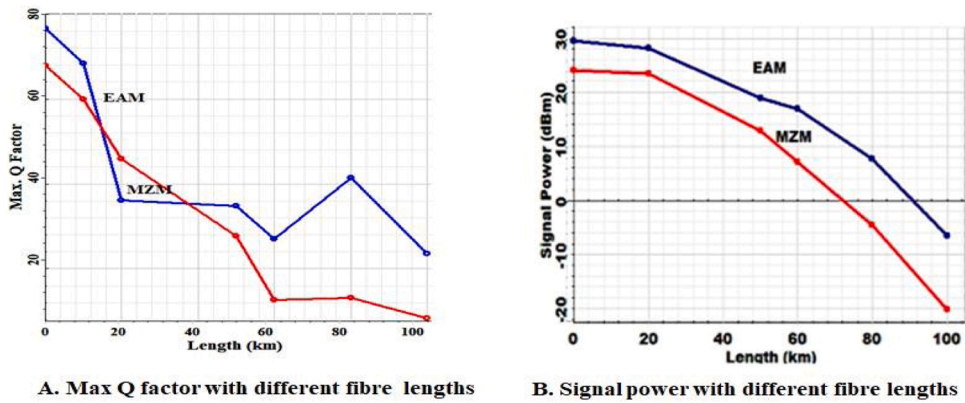 80
60
40
20
Max. Q Factor
EAM
MZM
0 20 40 60 80 100
Length (km)
A. Max Q factor with different fibre lengths
30
20
10
0
-10
-20
Signal Power (dBm)
EAM
MZM
0 20 40 60 80 100
Length (km)
B. Signal power with different fibre lengths